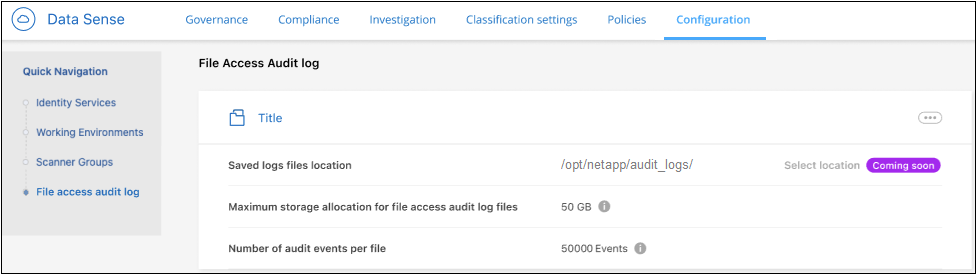 Data Sense
Governance Compliance Investigation Classification settings Policies Configuration
Quick Navigation
Identity Services
Working Environments
Scanner Groups
File access audit log
File Access Audit log
Title
Saved logs files location /opt/netapp/audit_logs/ Select location Coming soon
Maximum storage allocation for file access audit log files 50 GB
Number of audit events per file 50000 Events